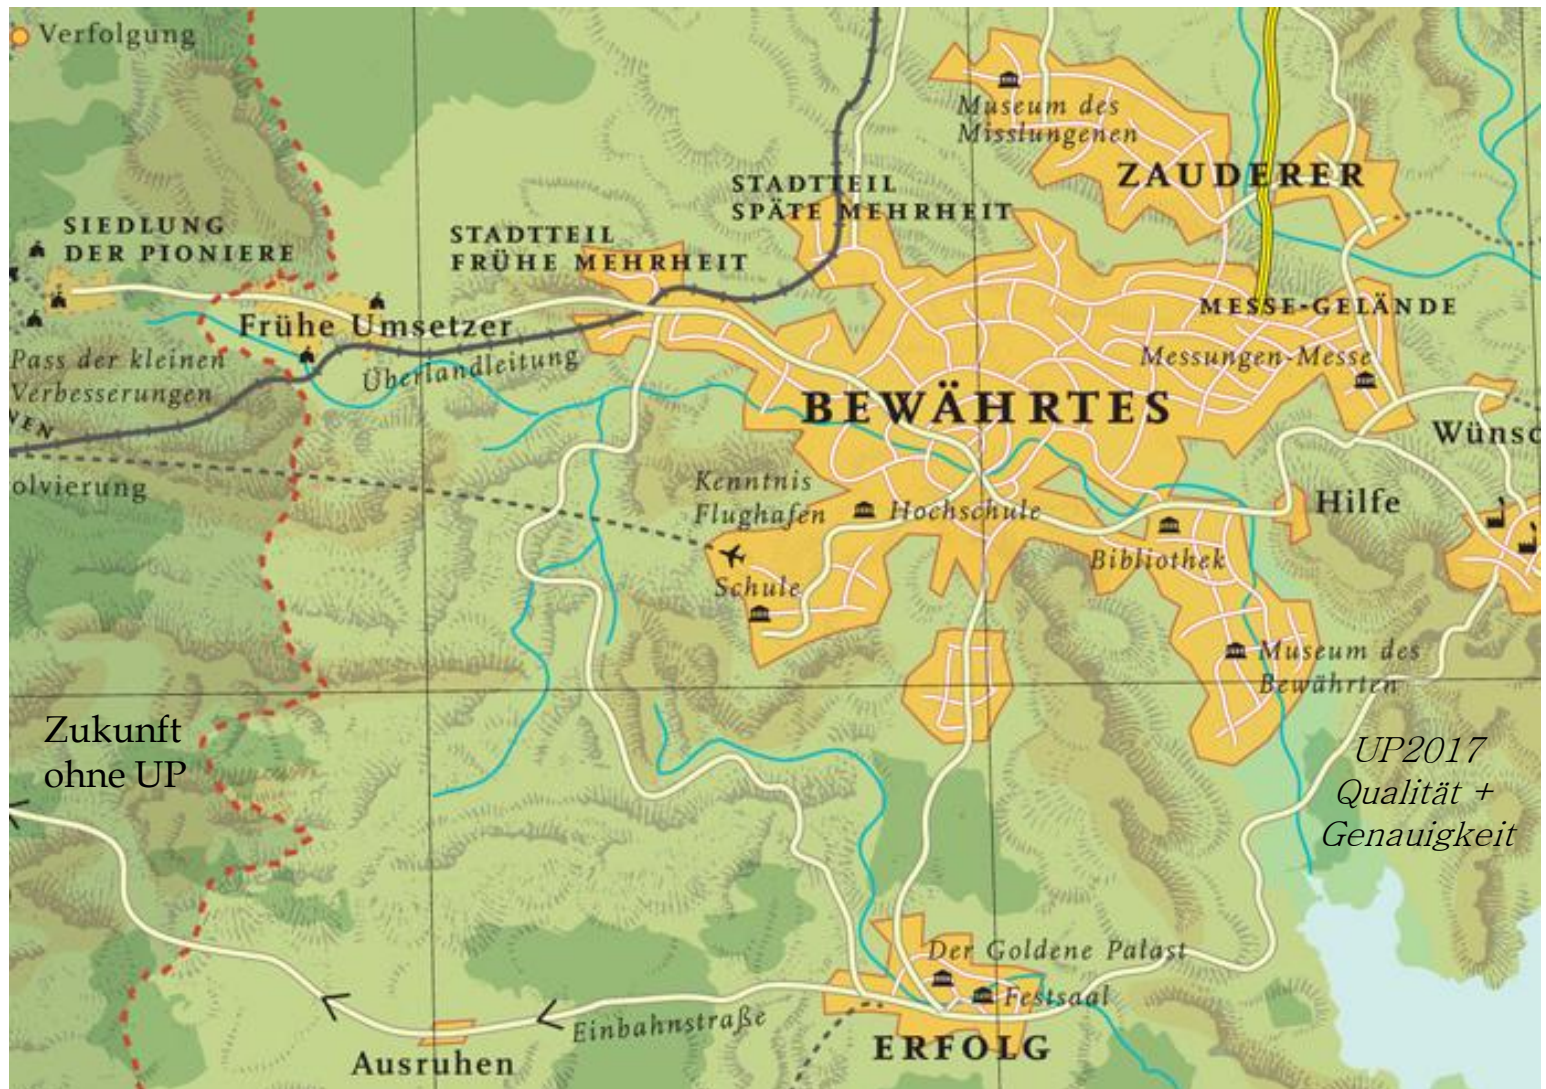 Verfolgung
Museum des
Misslungenen
ZAUDERER
STADTTEIL
SPÄTE MEHRHEIT
SIEDLUNG
DER PIONIERE
STADTTEIL
FRÜHE MEHRHEIT
MESSE-GELÄNDE
Frühe Umsetzer
Messungen-Messe
Pass der kleinen
Verbesserungen
Überlandleitung
BEWÄHRTES
NEN
Wünsc
olvierung
Kenntnis
Flughafen
Hochschule
Hilfe
Bibliothek
Schule
Museum des
Bewährten
Zukunft
ohne UP
UP2017
Qualität +
Genauigkeit
Der Goldene Palast
Festsaal
Einbahnstraße
ERFOLG
Ausruhen